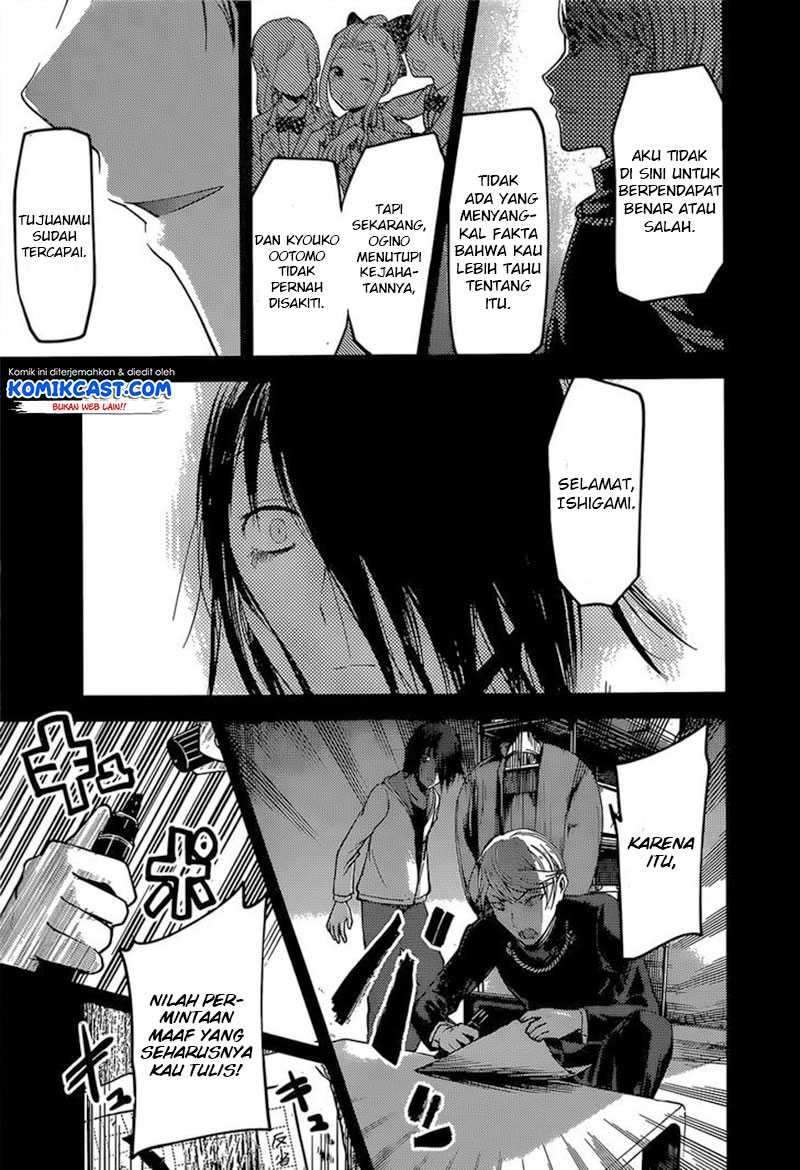 AKU TIDAK
DI SINI UNTUK
BERPENDAPAT
BENAR ATAU
SALAH.
TIDAK
ADA YANG
MENYANG-
KAL FAKTA
BAHWA KAU
LEBIH TAHU
TENTANG
ITU.
TAPI
SEKARANG,
OGINO
MENUTUPI
KEJAHA-
TANNYA,
DAN KYOUKO
OOTOMO
TIDAK
PERNAH
DISAKITI.
TUJUANMU
SUDAH
TERCAPAI.
Komik ini diterjemahkan & diedit oleh
KOMIKCAST.COM
BUKAN WEB LAIN!!
SELAMAT,
ISHIGAMI.
KARENA
ITU,
キュ
ポ
NILAH PER-
MINTAAN
MAAF YANG
SEHARUSNYA
KAU TULIS!
キュ
キュ